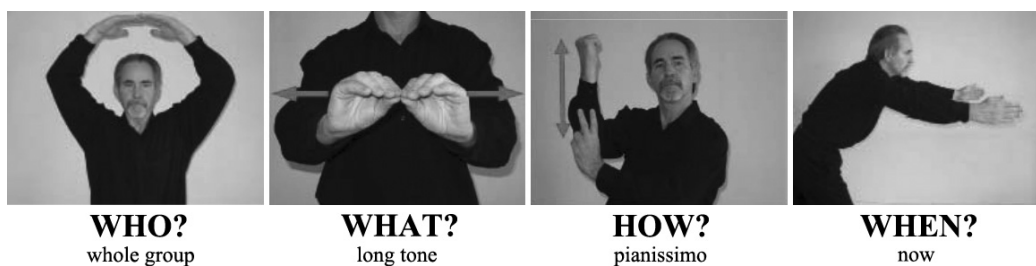 WHO?
whole group
WHAT?
long tone
HOW?
pianissimo
WHEN?
now